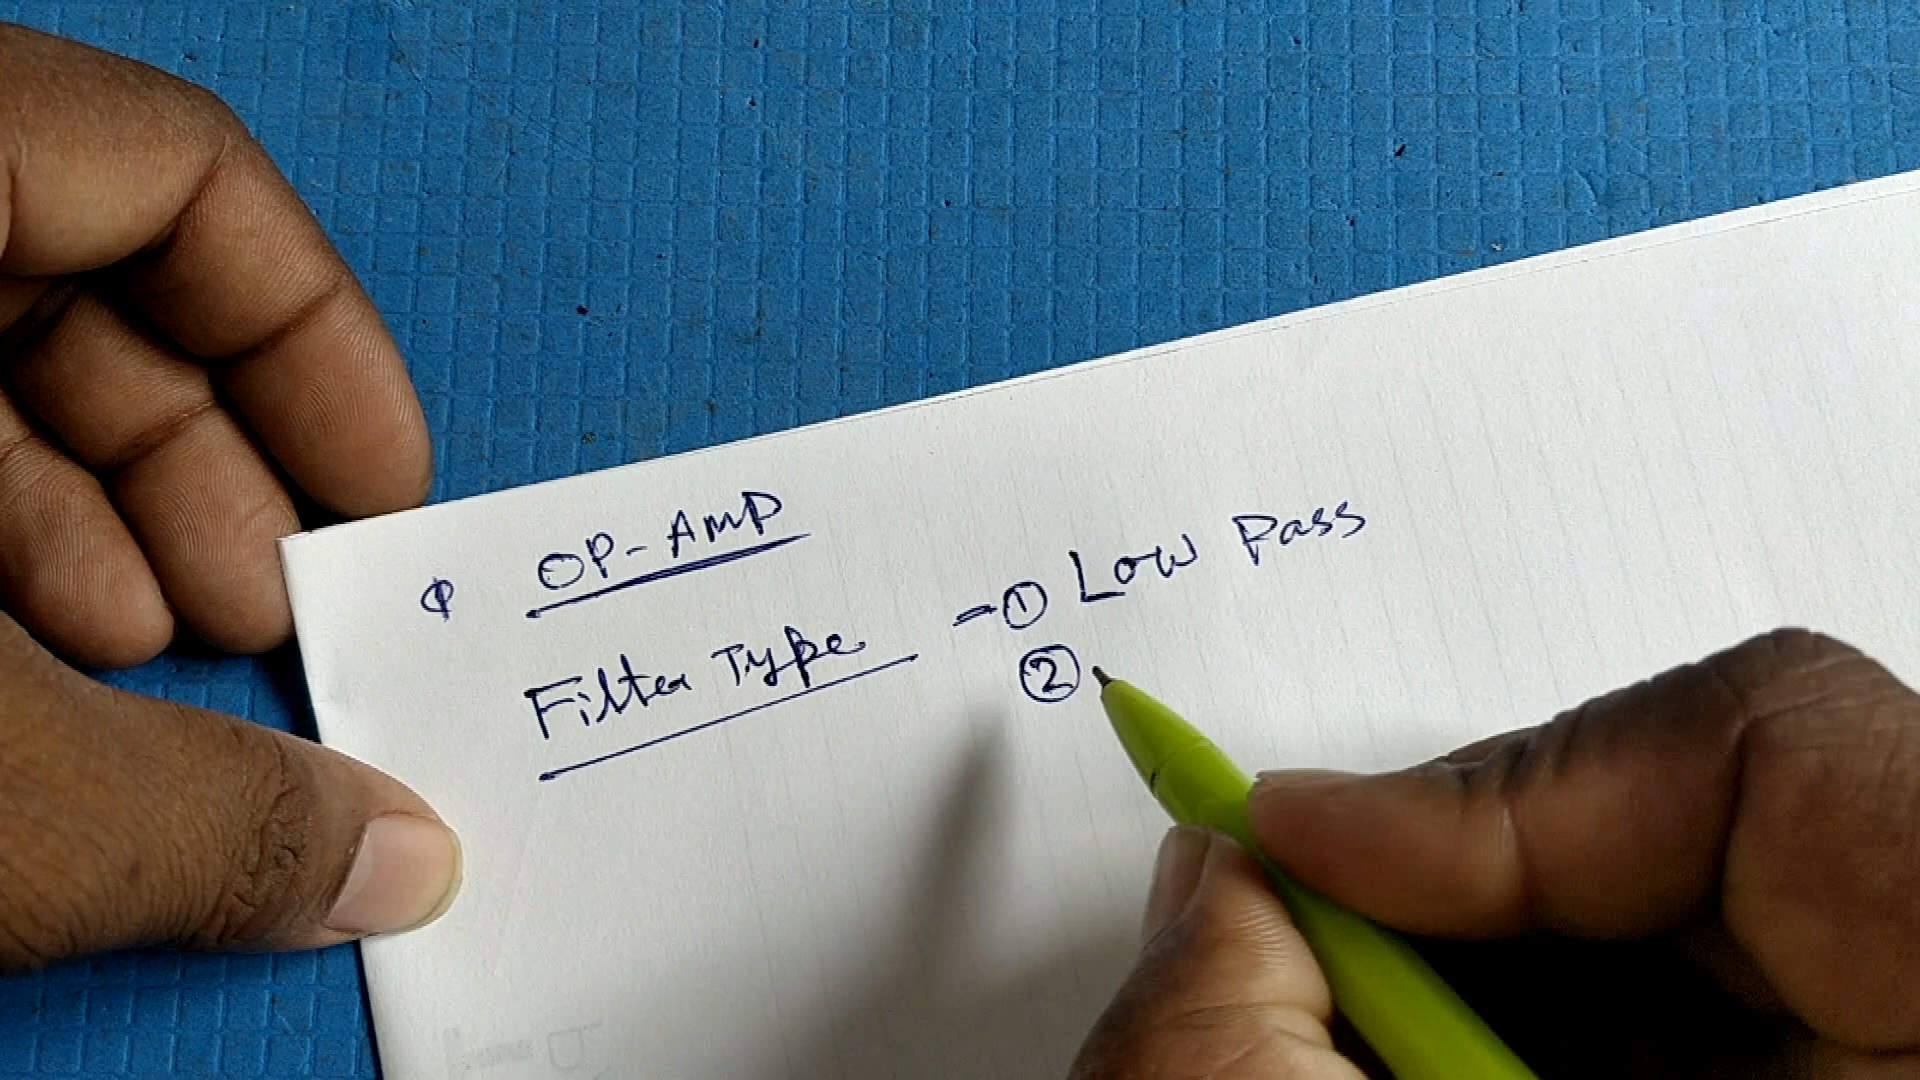 OP-AMP
Filter Type - ① Low Pass
②